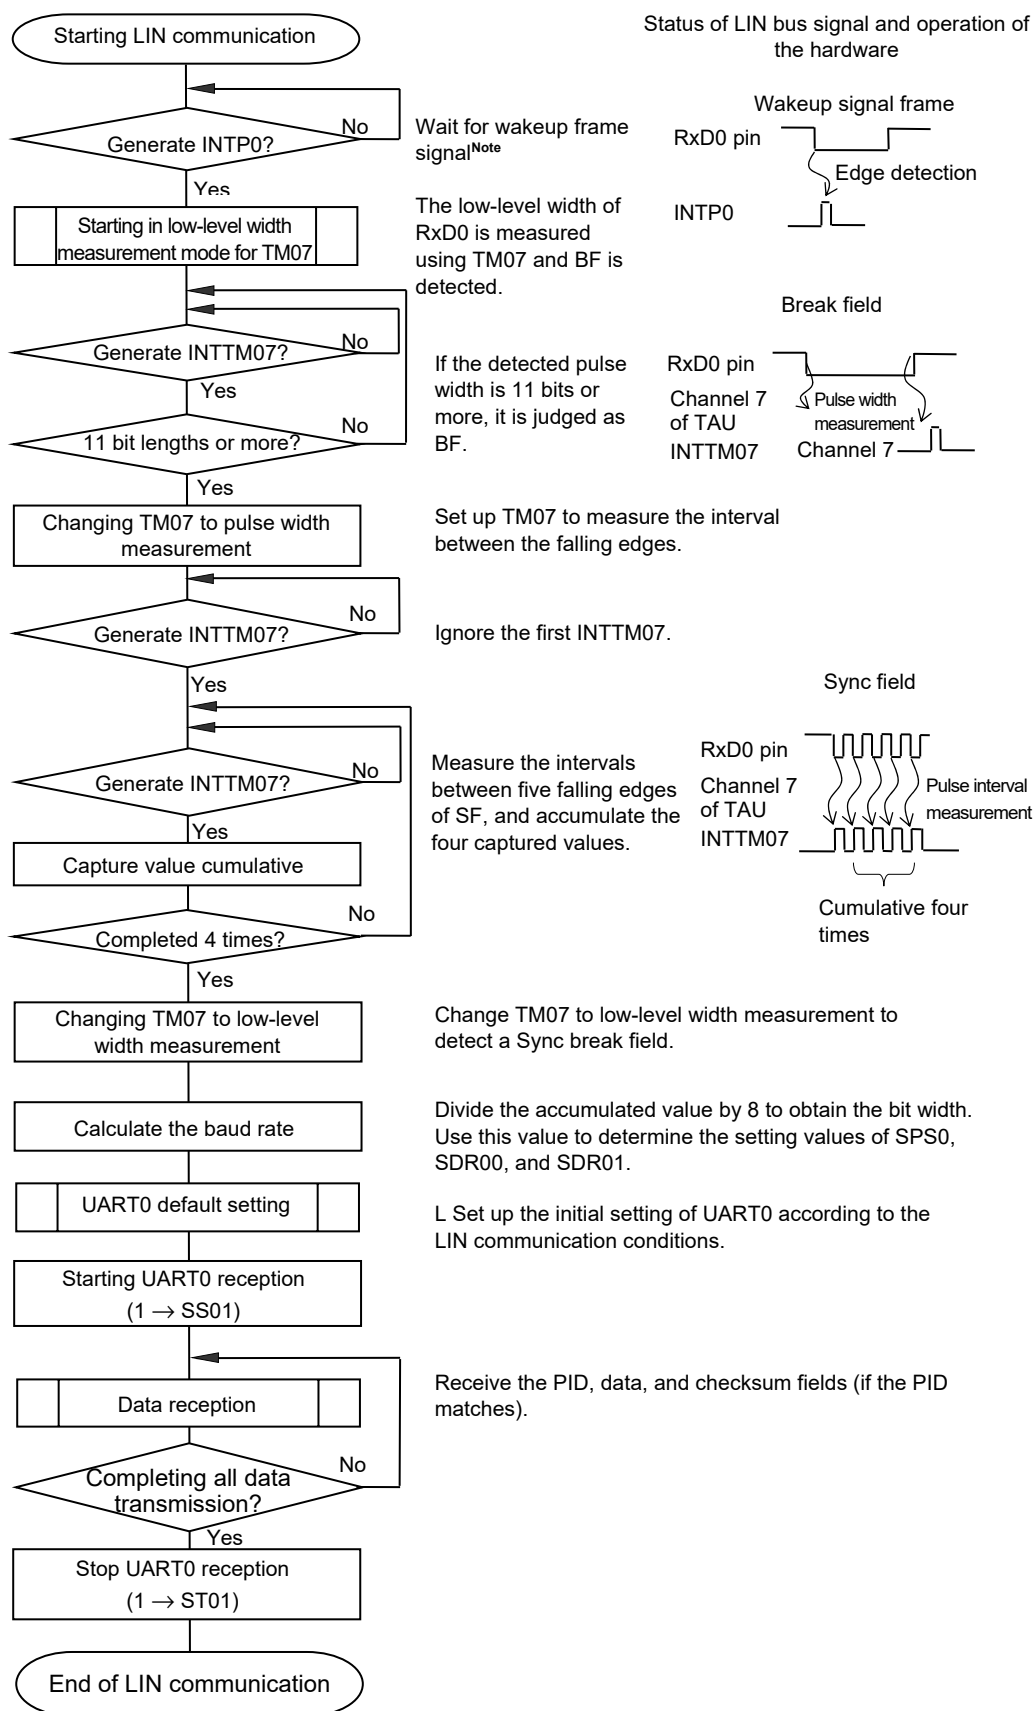 Starting LIN communication
Status of LIN bus signal and operation of
the hardware
Generate INTP0?
No
Yes
Wait for wakeup frame
signalNote
Wakeup signal frame
RxD0 pin
Edge detection
INTP0
Starting in low-level width
measurement mode for TM07
The low-level width of
RxD0 is measured
using TM07 and BF is
detected.
Generate INTTM07?
No
Yes
Break field
RxD0 pin
Channel 7
of TAU
INTTM07
Pulse width
measurement
Channel 7
11 bit lengths or more?
No
Yes
If the detected pulse
width is 11 bits or
more, it is judged as
BF.
Changing TM07 to pulse width
measurement
Set up TM07 to measure the interval
between the falling edges.
Generate INTTM07?
No
Yes
Ignore the first INTTM07.
Sync field
RxD0 pin
Channel 7
of TAU
INTTM07
Pulse interval
measurement
Cumulative four
times
Generate INTTM07?
No
Yes
Measure the intervals
between five falling edges
of SF, and accumulate the
four captured values.
Capture value cumulative
Completed 4 times?
No
Yes
Changing TM07 to low-level
width measurement
Change TM07 to low-level width measurement to
detect a Sync break field.
Calculate the baud rate
Divide the accumulated value by 8 to obtain the bit width.
Use this value to determine the setting values of SPS0,
SDR00, and SDR01.
UART0 default setting
L Set up the initial setting of UART0 according to the
LIN communication conditions.
Starting UART0 reception
(1 → SS01)
Data reception
Receive the PID, data, and checksum fields (if the PID
matches).
Completing all data
transmission?
No
Yes
Stop UART0 reception
(1 → ST01)
End of LIN communication